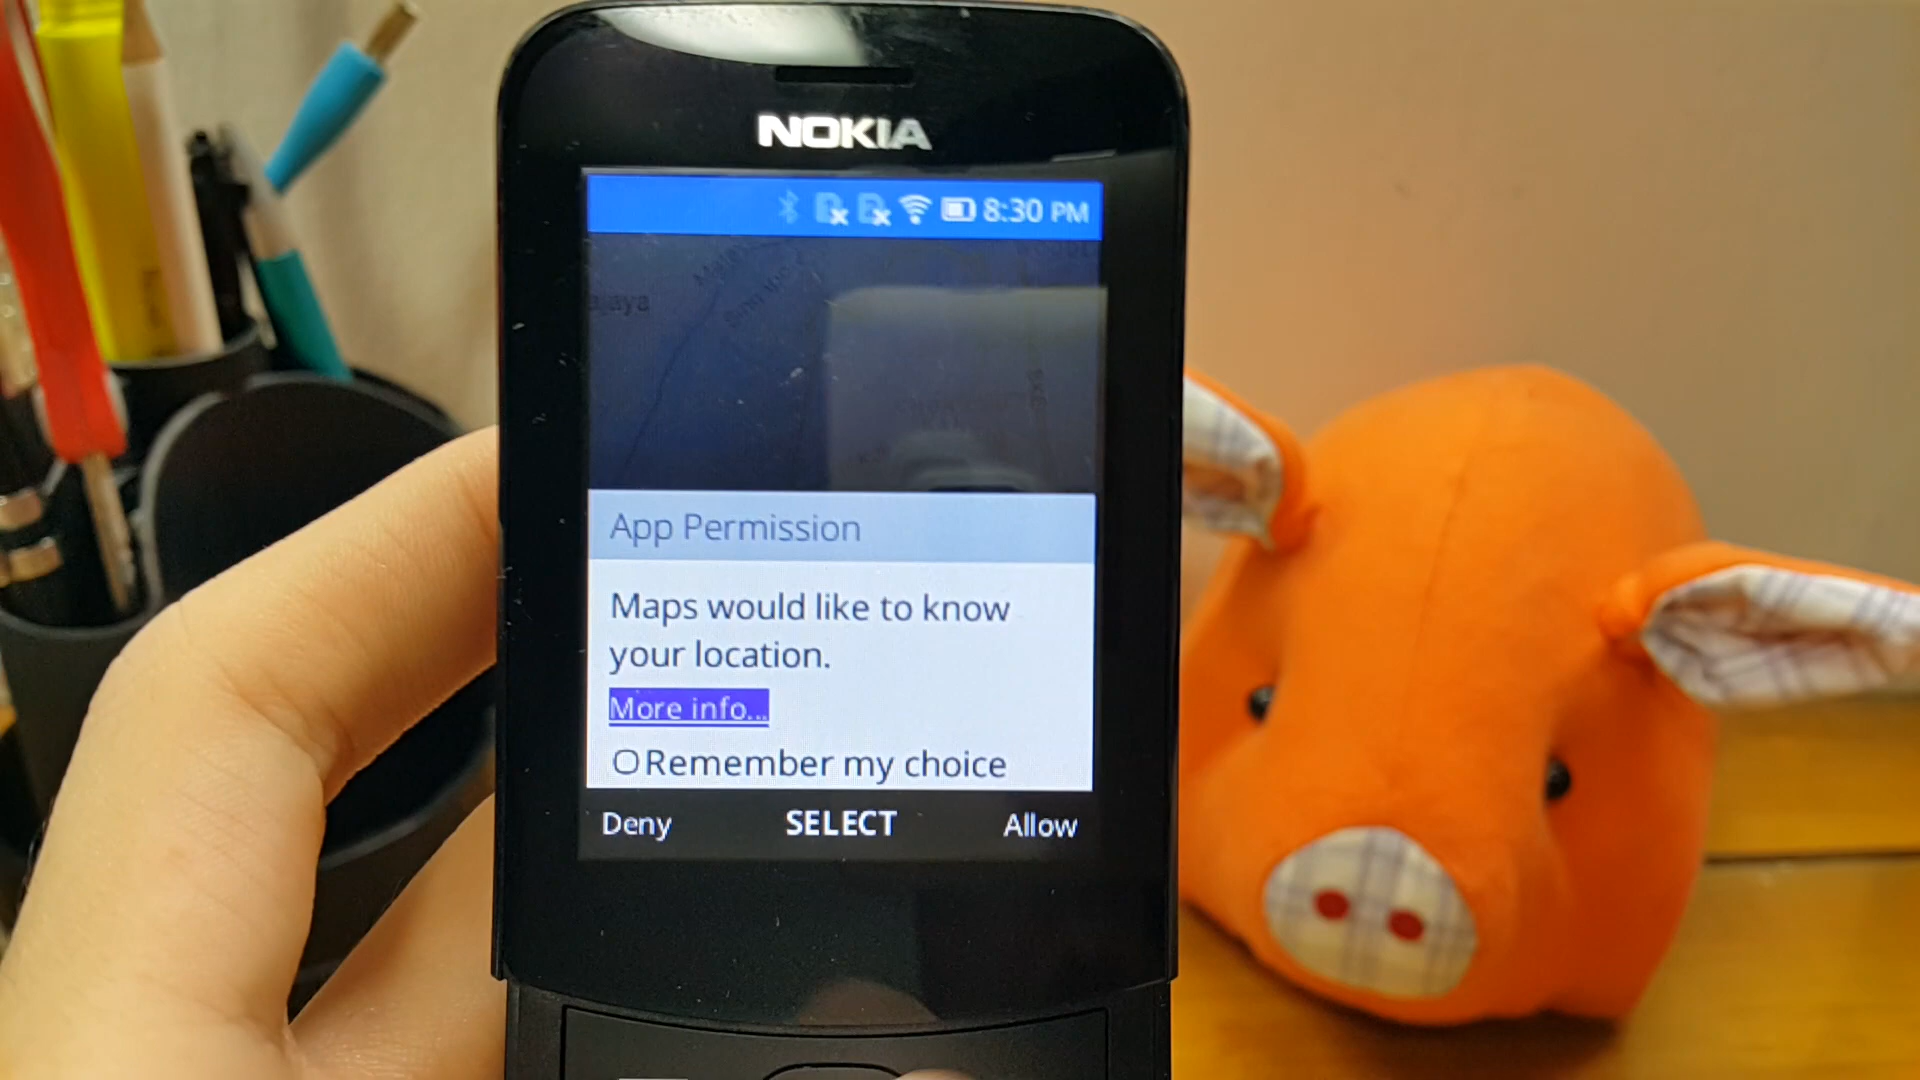 NOKIA
8:30 PM
ajaya
App Permission
Maps would like to know
your location.
More info...
Remember my choice
Deny SELECT Allow